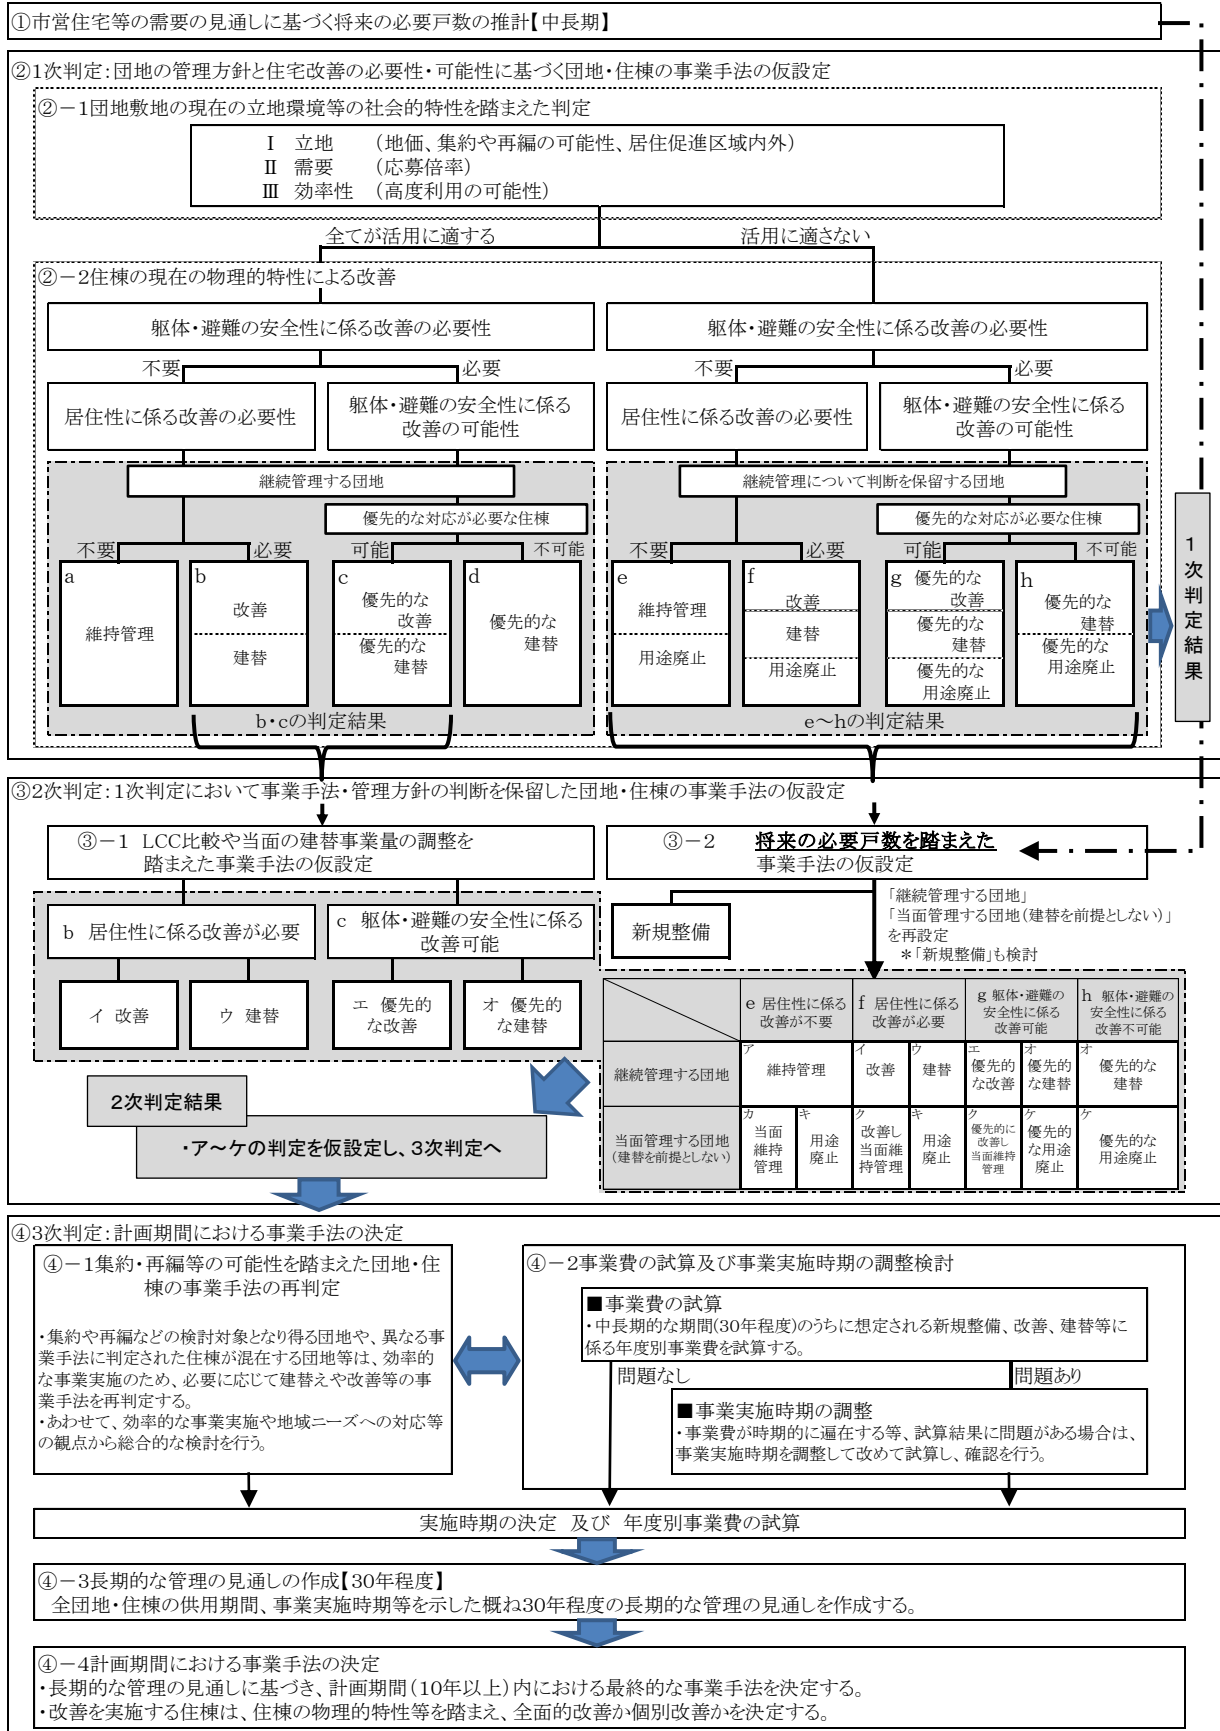 ①市営住宅等の需要の見通しに基づく将来の必要戸数の推計【中長期】
②1次判定：団地の管理方針と住宅改善の必要性・可能性に基づく団地・住棟の事業手法の仮設定
②－1団地敷地の現在の立地環境等の社会的特性を踏まえた判定
Ⅰ 立地 （地価、集約や再編の可能性、居住促進区域内外）
Ⅱ 需要 （応募倍率）
Ⅲ 効率性 （高度利用の可能性）
全てが活用に適する
活用に適さない
②－2住棟の現在の物理的特性による改善
躯体・避難の安全性に係る改善の必要性
不要
必要
居住性に係る改善の必要性
躯体・避難の安全性に係る
改善の可能性
継続管理する団地
優先的な対応が必要な住棟
不要
必要
可能
不可能
a
維持管理
b
改善
建替
c
優先的な
改善
優先的な
建替
d
優先的な
建替
b・cの判定結果
躯体・避難の安全性に係る改善の必要性
不要
必要
居住性に係る改善の必要性
躯体・避難の安全性に係る
改善の可能性
継続管理について判断を保留する団地
優先的な対応が必要な住棟
不要
必要
可能
不可能
e
維持管理
用途廃止
f
改善
建替
用途廃止
g 優先的な
改善
優先的な
建替
優先的な
用途廃止
h
優先的な
建替
優先的な
用途廃止
e～hの判定結果
1次判定結果
③2次判定：1次判定において事業手法・管理方針の判断を保留した団地・住棟の事業手法の仮設定
③－1 LCC比較や当面の建替事業量の調整を
踏まえた事業手法の仮設定
b 居住性に係る改善が必要
c 躯体・避難の安全性に係る
改善可能
イ 改善
ウ 建替
エ 優先的
な改善
オ 優先的
な建替
③－2 将来の必要戸数を踏まえた
事業手法の仮設定
新規整備
「継続管理する団地」
「当面管理する団地（建替を前提としない）」
を再設定
＊「新規整備」も検討
e 居住性に係る
改善が不要
f 居住性に係る
改善が必要
g 躯体・避難の
安全性に係る
改善可能
h 躯体・避難の
安全性に係る
改善不可能
継続管理する団地
ア
維持管理
イ
改善
ウ
建替
エ
優先的
な改善
オ
優先的
な建替
オ
優先的な
建替
当面管理する団地
（建替を前提としない）
カ
当面
維持
管理
キ
用途
廃止
ク
改善し
当面維
持管理
キ
用途
廃止
ク
優先的に
改善し
当面維持
管理
ケ
優先的
な用途
廃止
ケ
優先的な
用途廃止
2次判定結果
・ア～ケの判定を仮設定し、3次判定へ
④3次判定：計画期間における事業手法の決定
④－1集約・再編等の可能性を踏まえた団地・住
棟の事業手法の再判定
・集約や再編などの検討対象となり得る団地や、異なる事
業手法に判定された住棟が混在する団地等は、効率的
な事業実施のため、必要に応じて建替えや改善等の事
業手法を再判定する。
・あわせて、効率的な事業実施や地域ニーズへの対応等
の観点から総合的な検討を行う。
④－2事業費の試算及び事業実施時期の調整検討
■事業費の試算
・中長期的な期間(30年程度)のうちに想定される新規整備、改善、建替等に
係る年度別事業費を試算する。
問題なし
問題あり
■事業実施時期の調整
・事業費が時期的に遍在する等、試算結果に問題がある場合は、
事業実施時期を調整して改めて試算し、確認を行う。
実施時期の決定 及び 年度別事業費の試算
④－3長期的な管理の見通しの作成【30年程度】
全団地・住棟の供用期間、事業実施時期等を示した概ね30年程度の長期的な管理の見通しを作成する。
④－4計画期間における事業手法の決定
・長期的な管理の見通しに基づき、計画期間（10年以上）内における最終的な事業手法を決定する。
・改善を実施する住棟は、住棟の物理的特性等を踏まえ、全面的改善か個別改善かを決定する。